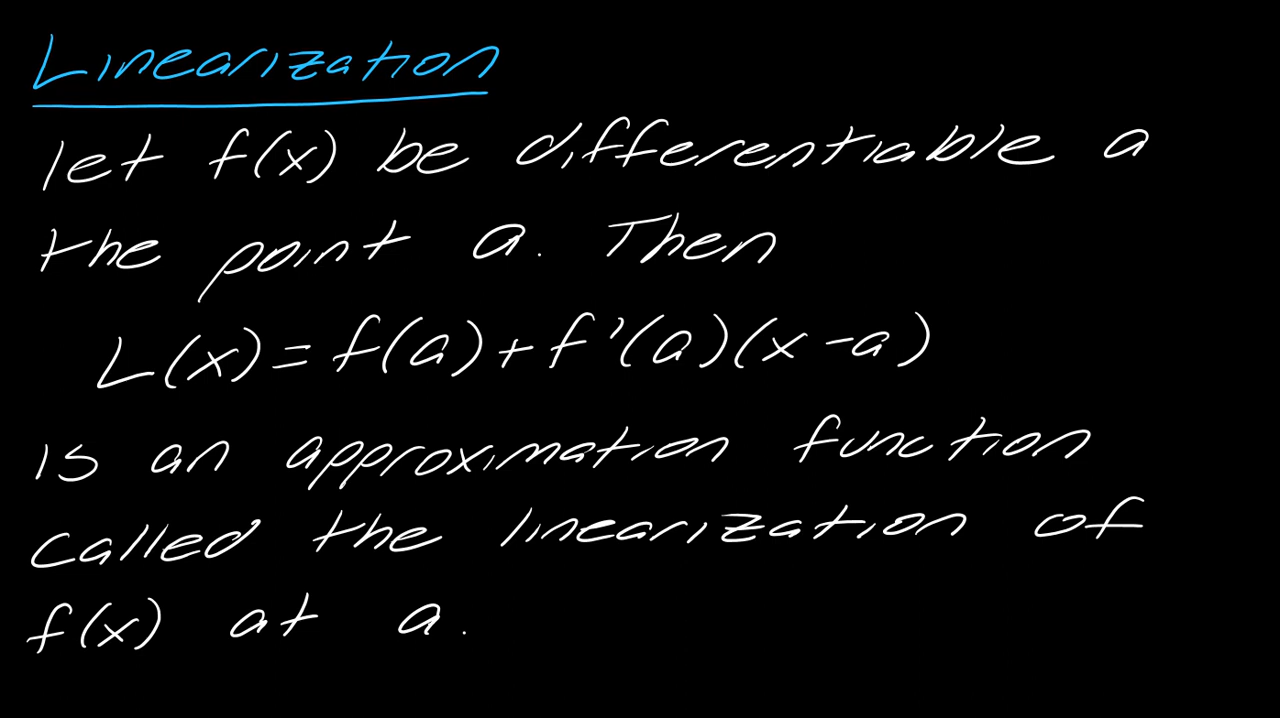 Linearization
let f(x) be differentiable a
the point a. Then
L(x)=f(a)+f'(a)(x-a)
is an approximation function
called the linearization of
f(x) at a.